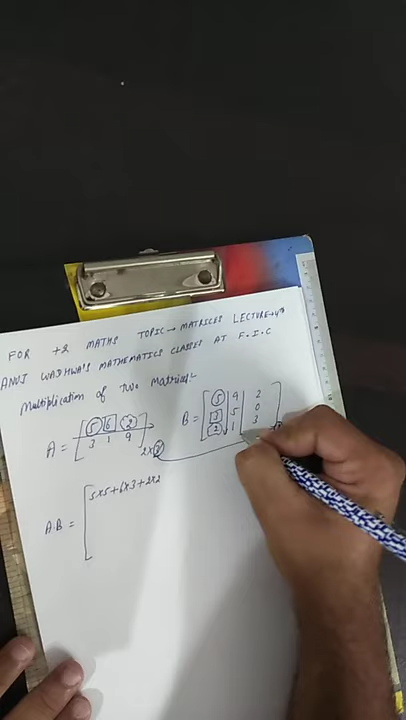 FOR +2 MATHS TOPIC → MATRICES LECTURE → 4th
ANUJ WADHWA'S MATHEMATICS CLASSES AT F.I.C
Multiplication of Two Matrices
A = [ 5 6 2
3 1 9 ] 2×3
B = [ 5 4 2
3 5 0
2 1 3 ]
AB = [ 5×5+6×3+2×2